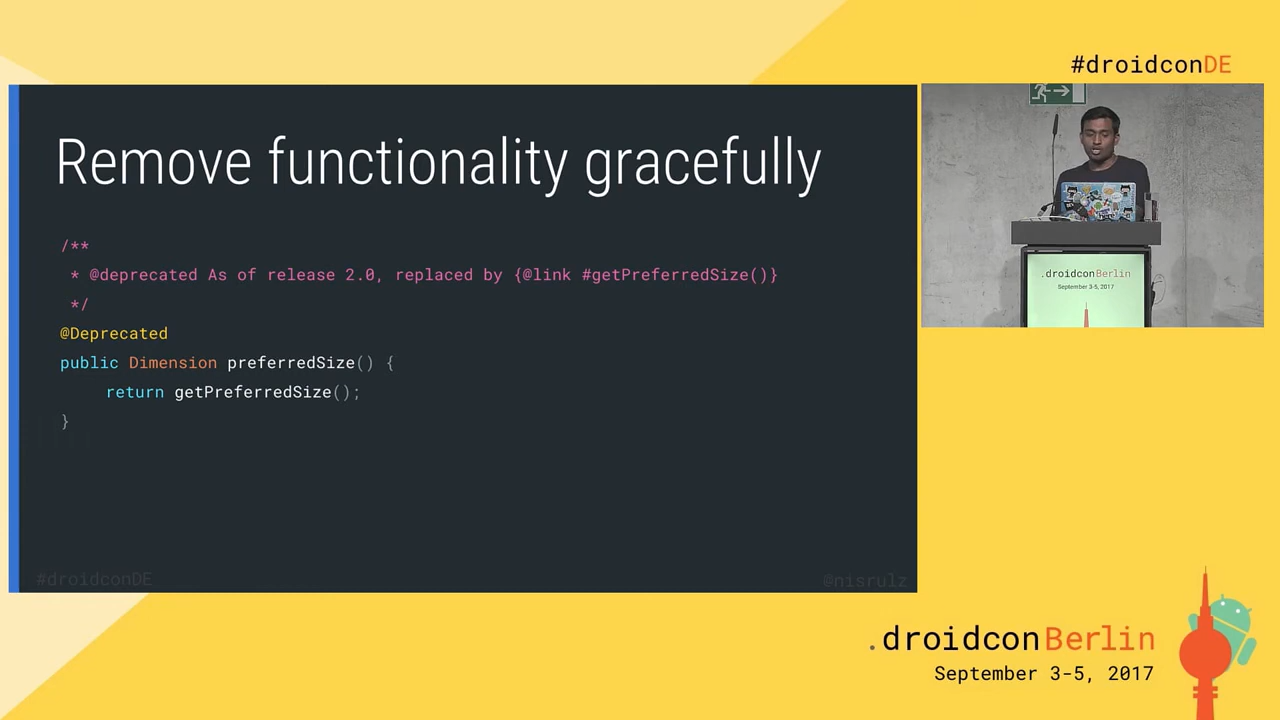 #droidconDE
Remove functionality gracefully
/**
* @deprecated As of release 2.0, replaced by {@link #getPreferredSize()}
*/
@Deprecated
public Dimension preferredSize() {
return getPreferredSize();
}
#droidconDE
@nisrulz
.droidconBerlin
September 3-5, 2017
.droidconBerlin
September 3-5, 2017